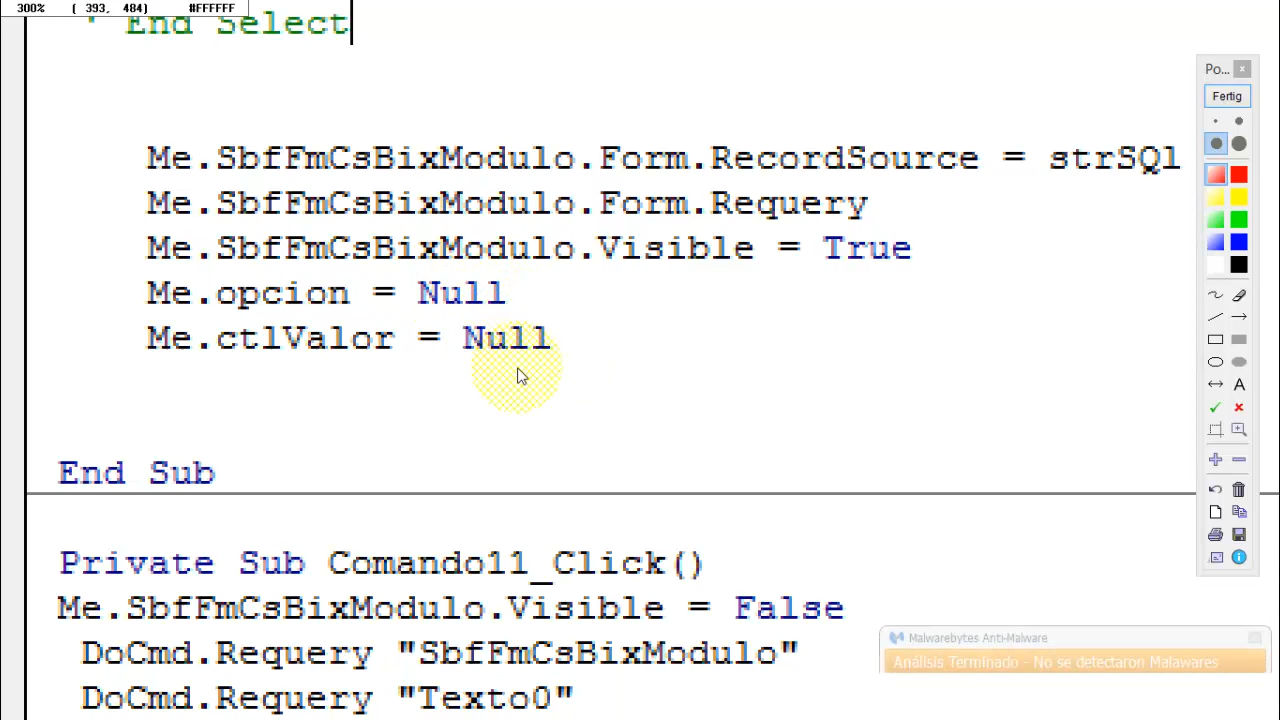 300% ( 393, 484) #FFFFFF
' End Select
Me.SbfFmCsBixModulo.Form.RecordSource = strSQl
Me.SbfFmCsBixModulo.Form.Requery
Me.SbfFmCsBixModulo.Visible = True
Me.opcion = Null
Me.ctlValor = Null
End Sub
Private Sub Comando11_Click()
Me.SbfFmCsBixModulo.Visible = False
DoCmd.Requery "SbfFmCsBixModulo"
DoCmd.Requery "Texto0"
Po... x
Fertig
A
Malwarebytes Anti-Malware
Análisis Terminado - No se detectaron Malawares